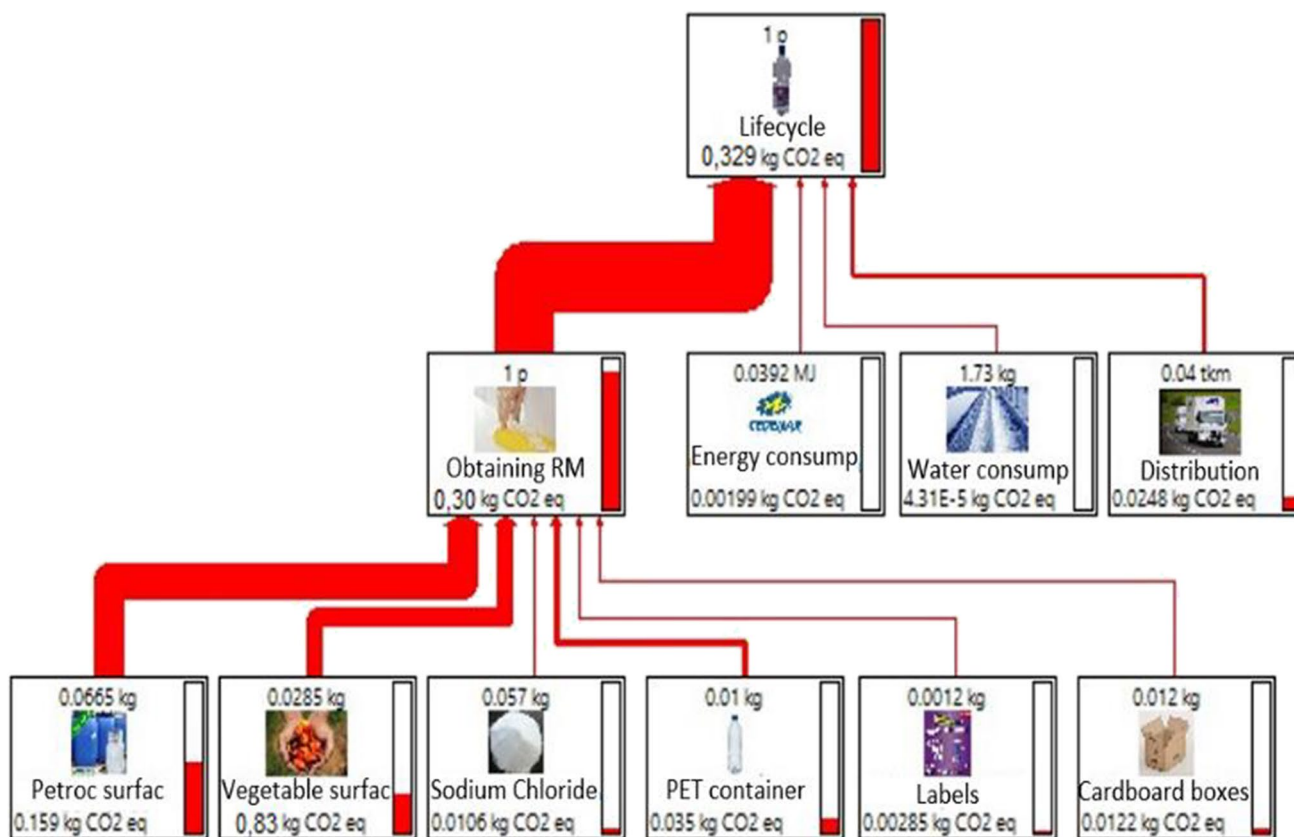 1 p
Lifecycle
0,329 kg CO2 eq
1 p
Obtaining RM
0,30 kg CO2 eq
0.0392 MJ
CEDENAR
Energy consump
0.00199 kg CO2 eq
1.73 kg
Water consump
4.31E-5 kg CO2 eq
0.04 tkm
Distribution
0.0248 kg CO2 eq
0.0665 kg
Petroc surfac
0.159 kg CO2 eq
0.0285 kg
Vegetable surfac
0,83 kg CO2 eq
0.057 kg
Sodium Chloride
0.0106 kg CO2 eq
0.01 kg
PET container
0.035 kg CO2 eq
0.0012 kg
Labels
0.00285 kg CO2 eq
0.012 kg
Cardboard boxes
0.0122 kg CO2 eq